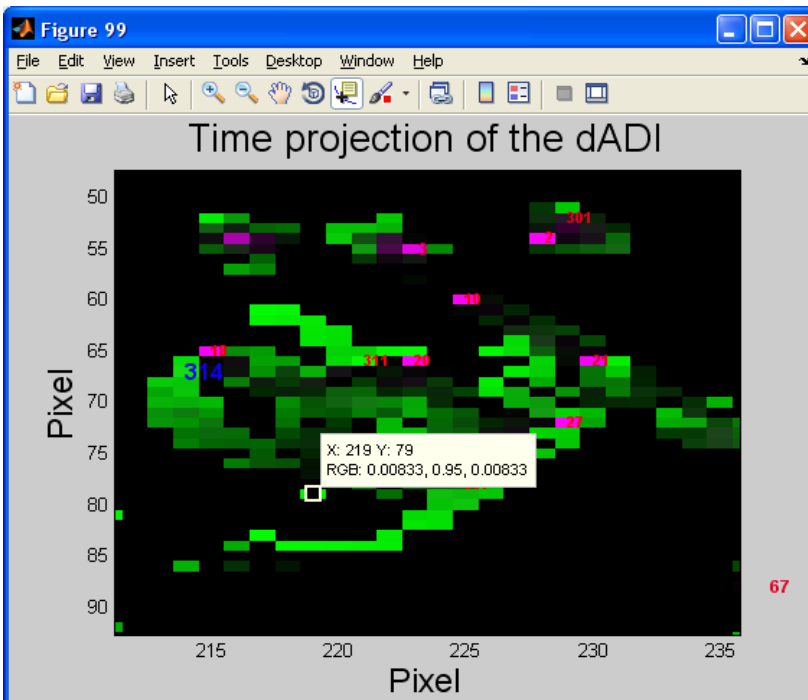 Figure 99
File Edit View Insert Tools Desktop Window Help
Time projection of the dADI
50
301
2
55
3
60
10
65
18
311
20
21
314
70
Pixel
27
75
X: 219 Y: 79
RGB: 0.00833, 0.95, 0.00833
80
85
67
90
215 220 225 230 235
Pixel